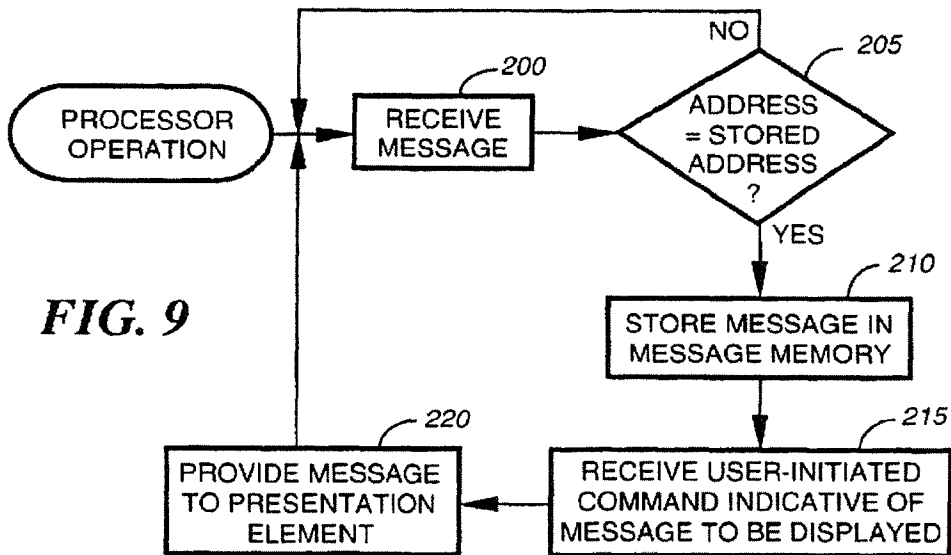 PROCESSOR
OPERATION
200
RECEIVE
MESSAGE
NO
205
ADDRESS
= STORED
ADDRESS
?
YES
210
STORE MESSAGE IN
MESSAGE MEMORY
215
RECEIVE USER-INITIATED
COMMAND INDICATIVE OF
MESSAGE TO BE DISPLAYED
220
PROVIDE MESSAGE
TO PRESENTATION
ELEMENT
FIG. 9